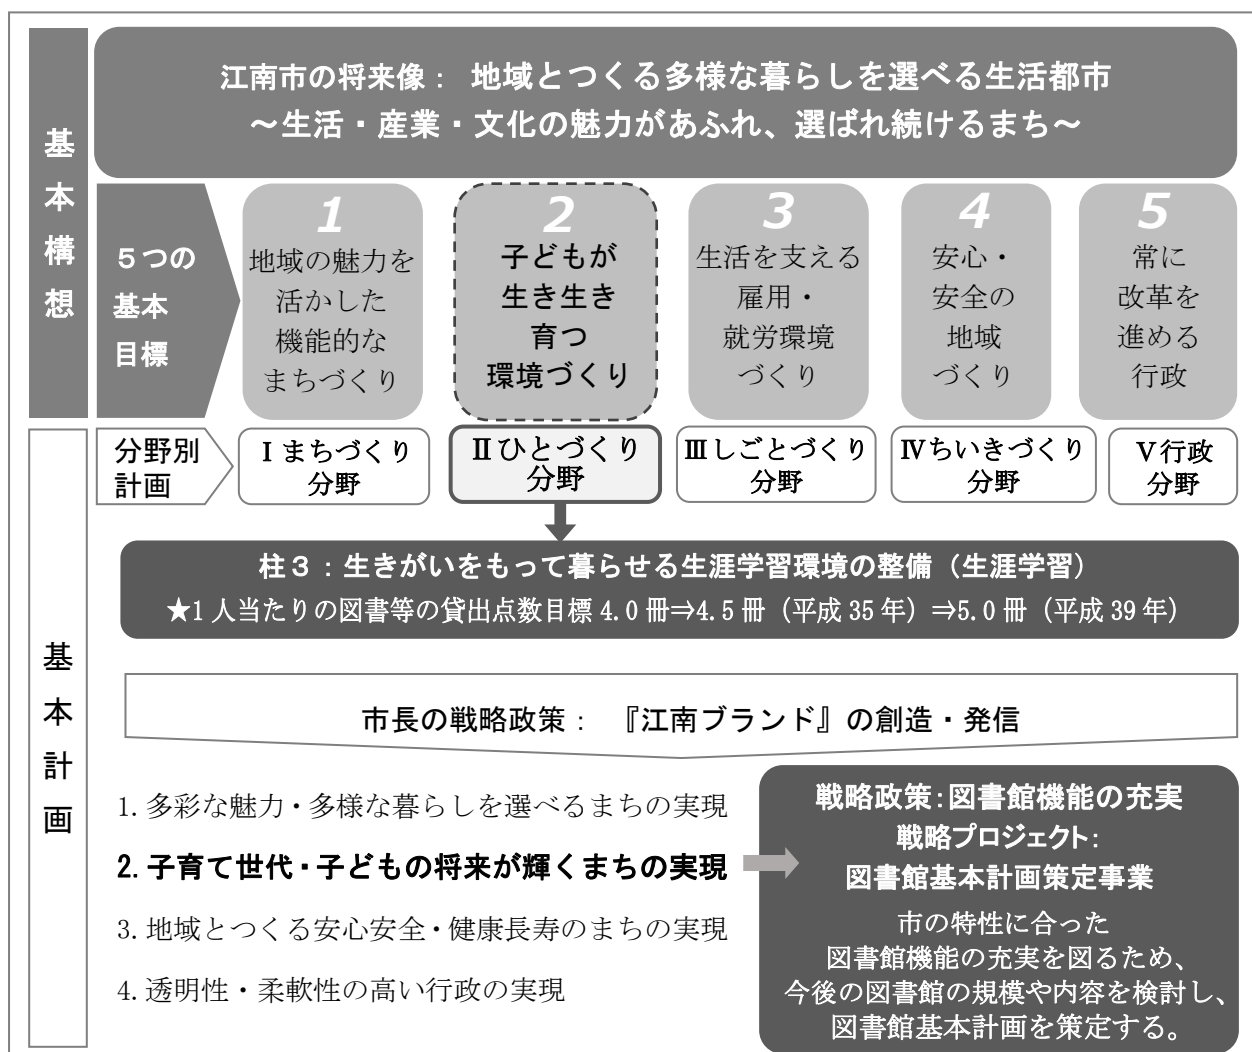 基本構想
江南市の将来像： 地域とつくる多様な暮らしを選べる生活都市
～生活・産業・文化の魅力があふれ、選ばれ続けるまち～
５つの
基本
目標
1
地域の魅力を
活かした
機能的な
まちづくり
2
子どもが
生き生き
育つ
環境づくり
3
生活を支える
雇用・
就労環境
づくり
4
安心・
安全の
地域
づくり
5
常に
改革を
進める
行政
基本計画
分野別
計画
Ⅰまちづくり
分野
Ⅱひとづくり
分野
Ⅲしごとづくり
分野
Ⅳちいきづくり
分野
Ⅴ行政
分野
柱３：生きがいをもって暮らせる生涯学習環境の整備（生涯学習）
★1 人当たりの図書等の貸出点数目標 4.0 冊⇒4.5 冊（平成 35 年）⇒5.0 冊（平成 39 年）
市長の戦略政策： 『江南ブランド』の創造・発信
1. 多彩な魅力・多様な暮らしを選べるまちの実現
2. 子育て世代・子どもの将来が輝くまちの実現
3. 地域とつくる安心安全・健康長寿のまちの実現
4. 透明性・柔軟性の高い行政の実現
戦略政策：図書館機能の充実
戦略プロジェクト：
図書館基本計画策定事業
市の特性に合った
図書館機能の充実を図るため、
今後の図書館の規模や内容を検討し、
図書館基本計画を策定する。